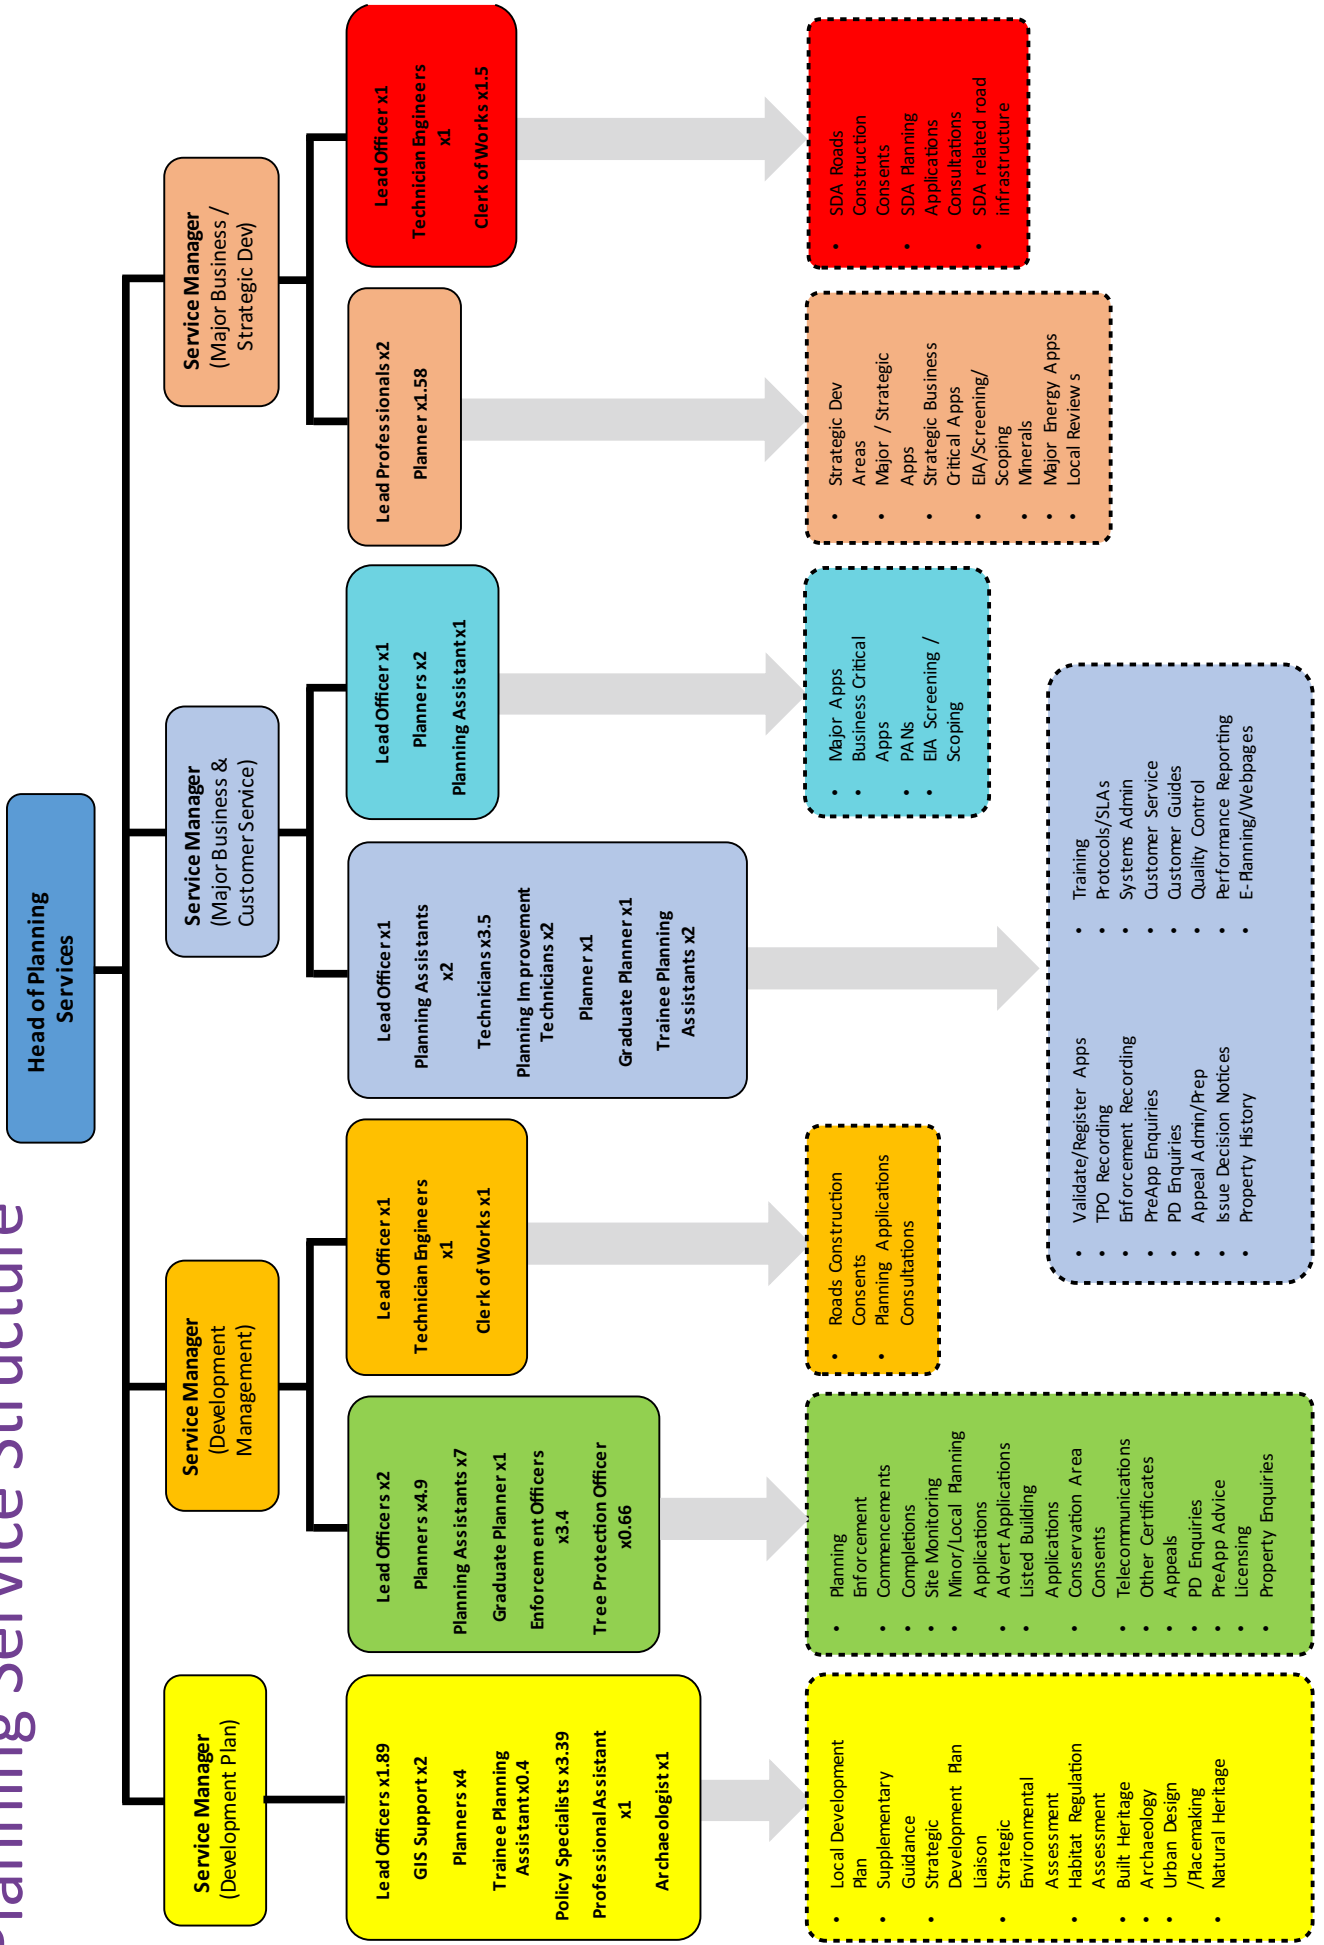 Planning Service Structure
Head of Planning
Services
Service Manager
(Development Plan)
Service Manager
(Development
Management)
Service Manager
(Major Business &
Customer Service)
Service Manager
(Major Business /
Strategic Dev)
Lead Officers x1.89
GIS Support x2
Planners x4
Trainee Planning
Assistant x0.4
Policy Specialists x3.39
Professional Assistant
x1
Archaeologist x1
Lead Officers x2
Planners x4.9
Planning Assistants x7
Graduate Planner x1
Enforcement Officers
x3.4
Tree Protection Officer
x0.66
Lead Officer x1
Technician Engineers
x1
Clerk of Works x1
Lead Officer x1
Planning Assistants
x2
Technicians x3.5
Planning Improvement
Technicians x2
Planner x1
Graduate Planner x1
Trainee Planning
Assistants x2
Lead Officer x1
Planners x2
Planning Assistant x1
Lead Professionals x2
Planner x1.58
Lead Officer x1
Technician Engineers
x1
Clerk of Works x1.5
• Local Development
Plan
• Supplementary
Guidance
• Strategic
Development Plan
Liaison
• Strategic
Environmental
Assessment
• Habitat Regulation
Assessment
• Built Heritage
• Archaeology
• Urban Design
/Placemaking
• Natural Heritage
• Planning
Enforcement
• Commencements
• Completions
• Site Monitoring
• Minor/Local Planning
Applications
• Advert Applications
• Listed Building
Applications
• Conservation Area
Consents
• Telecommunications
• Other Certificates
• Appeals
• PD Enquiries
• PreApp Advice
• Licensing
• Property Enquiries
• Roads Construction
Consents
• Planning Applications
Consultations
• Validate/Register Apps
• TPO Recording
• Enforcement Recording
• PreApp Enquiries
• PD Enquiries
• Appeal Admin/Prep
• Issue Decision Notices
• Property History
• Training
• Protocols/SLAs
• Systems Admin
• Customer Service
• Customer Guides
• Quality Control
• Performance Reporting
• E-Planning/Webpages
• Major Apps
• Business Critical
Apps
• PANs
• EIA Screening /
Scoping
• Strategic Dev
Areas
• Major / Strategic
Apps
• Strategic Business
Critical Apps
• EIA/Screening/
Scoping
• Minerals
• Major Energy Apps
• Local Reviews
• SDA Roads
Construction
Consents
• SDA Planning
Applications
Consultations
• SDA related road
infrastructure